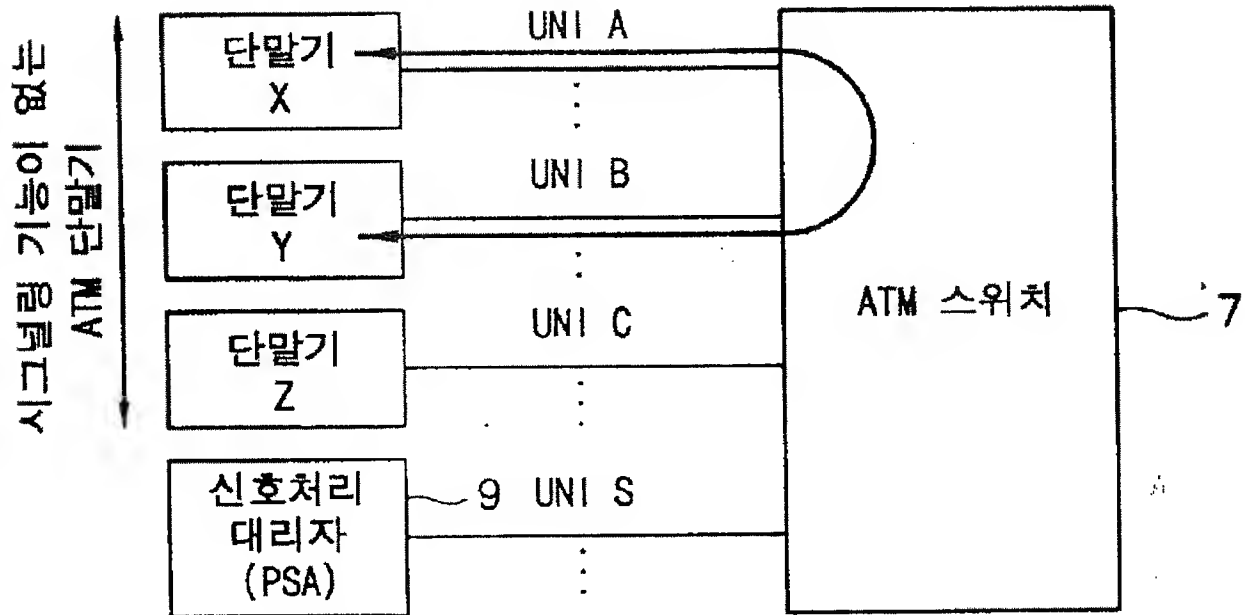 시그널링 기능이 없는
ATM 단말기
단말기
X
UNI A
단말기
Y
UNI B
단말기
Z
UNI C
신호처리
대리자
(PSA)
9
UNI S
ATM 스위치
7